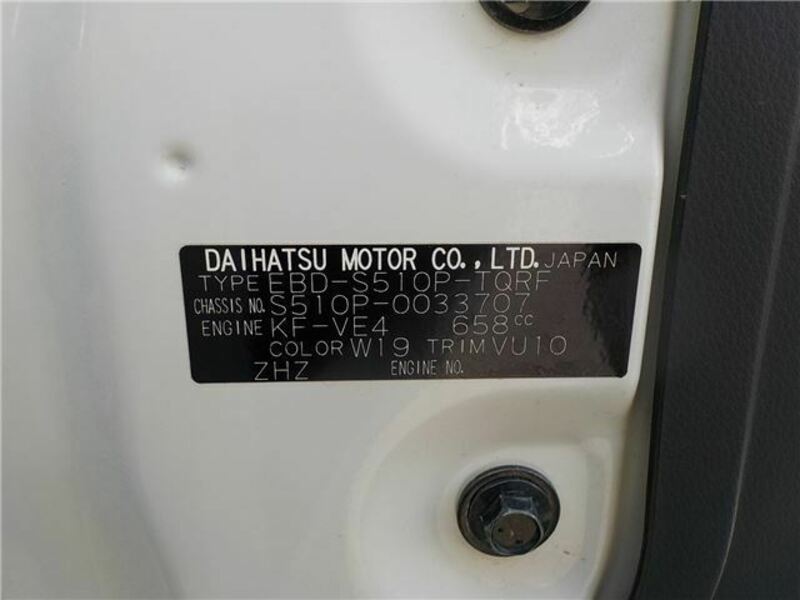 DAIHATSU MOTOR CO., LTD. JAPAN
TYPE EBD-S510P-TQRF
CHASSIS NO. S510P-0033707
ENGINE KF-VE4 658cc
COLOR W19 TRIM VU10
ZHZ ENGINE NO.